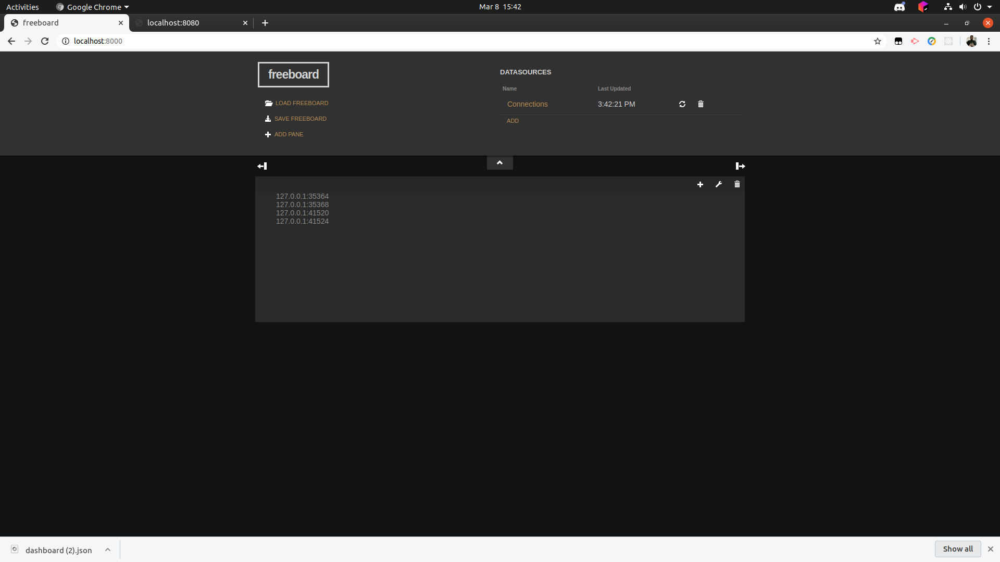 Activities Google Chrome Mar 8 15:42
freeboard localhost:8080
localhost:8000
freeboard
LOAD FREEBOARD
SAVE FREEBOARD
ADD PANE
DATASOURCES
Name Last Updated
Connections 3:42:21 PM
ADD
127.0.0.1:35364
127.0.0.1:35368
127.0.0.1:41520
127.0.0.1:41524
dashboard (2).json Show all